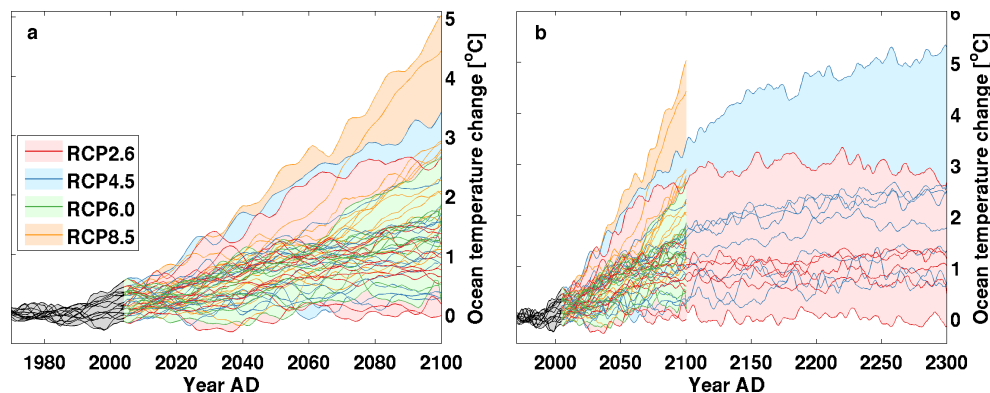 a
5
4
3
2
1
0
Ocean temperature change [°C]
RCP2.6
RCP4.5
RCP6.0
RCP8.5
1980 2000 2020 2040 2060 2080 2100
Year AD
b
6
5
4
3
2
1
0
Ocean temperature change [°C]
2000 2050 2100 2150 2200 2250 2300
Year AD